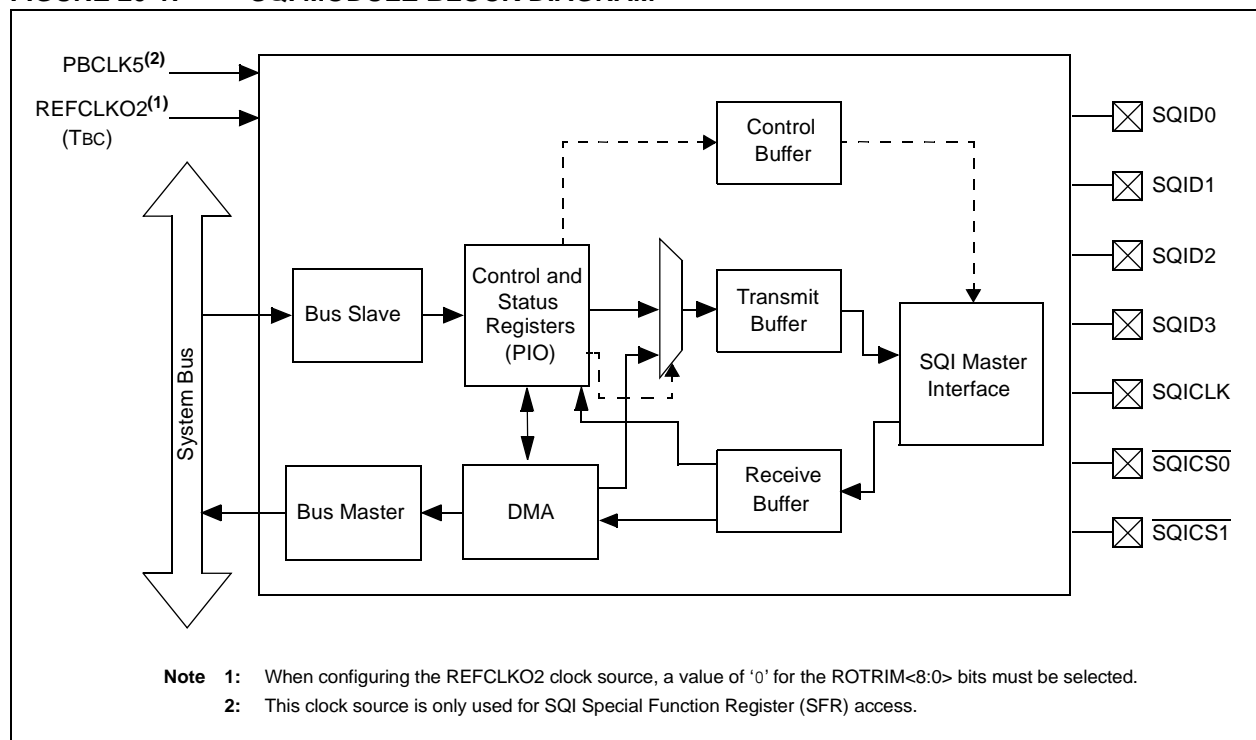 PBCLK5(2)
REFCLKO2(1)
(TBC)
System Bus
Bus Slave
Control and
Status
Registers
(PIO)
Control
Buffer
Transmit
Buffer
SQI Master
Interface
Bus Master
DMA
Receive
Buffer
SQID0
SQID1
SQID2
SQID3
SQICLK
SQICS0
SQICS1
Note 1: When configuring the REFCLKO2 clock source, a value of ‘0’ for the ROTRIM<8:0> bits must be selected.
2: This clock source is only used for SQI Special Function Register (SFR) access.